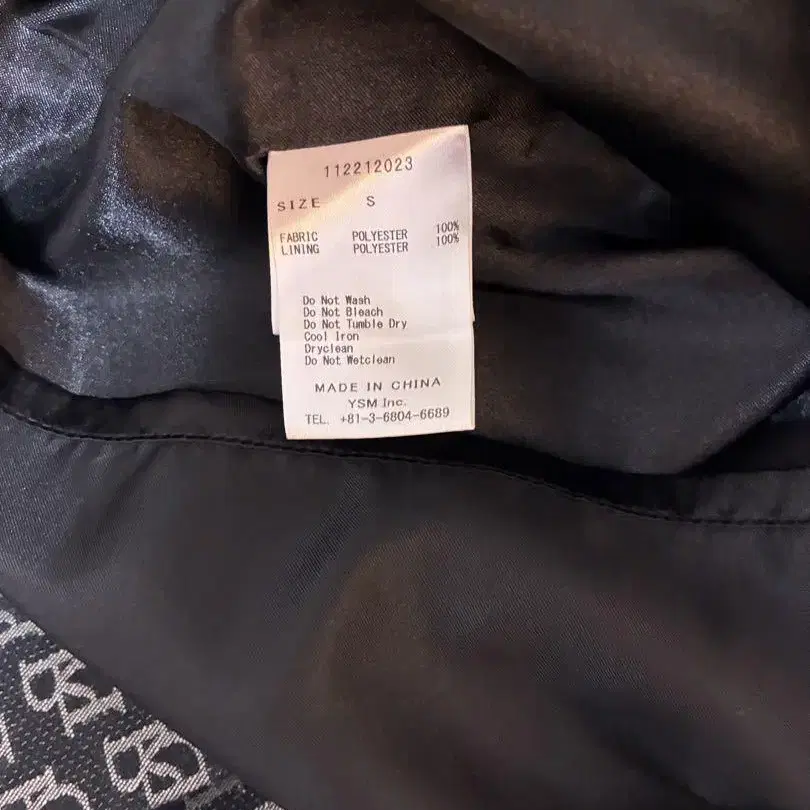 112212023
SIZE S
FABRIC POLYESTER 100%
LINING POLYESTER 100%
Do Not Wash
Do Not Bleach
Do Not Tumble Dry
Cool Iron
Dryclean
Do Not Wetclean
MADE IN CHINA
YSM Inc.
TEL. +81-3-6804-6689